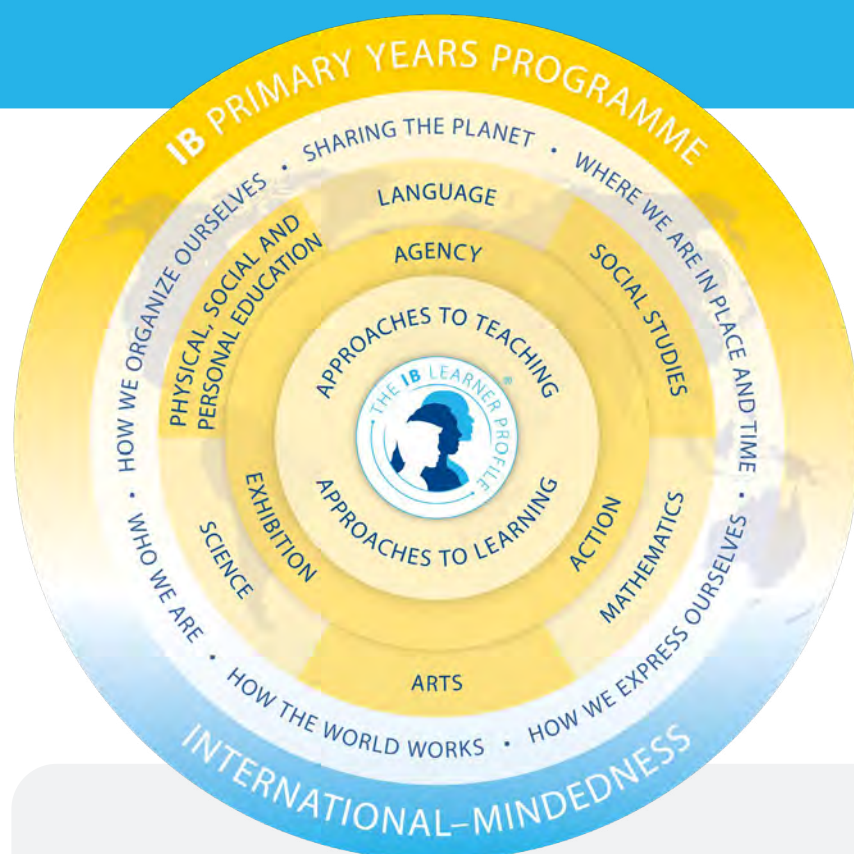 IB PRIMARY YEARS PROGRAMME
SHARING THE PLANET
•
WHERE WE ARE IN PLACE AND TIME
•
HOW WE EXPRESS OURSELVES
•
HOW THE WORLD WORKS
•
WHO WE ARE
•
HOW WE ORGANIZE OURSELVES
•
LANGUAGE
SOCIAL STUDIES
MATHEMATICS
ARTS
SCIENCE
PHYSICAL, SOCIAL AND
PERSONAL EDUCATION
AGENCY
ACTION
EXHIBITION
APPROACHES TO TEACHING
APPROACHES TO LEARNING
THE IB LEARNER PROFILE®
INTERNATIONAL–MINDEDNESS